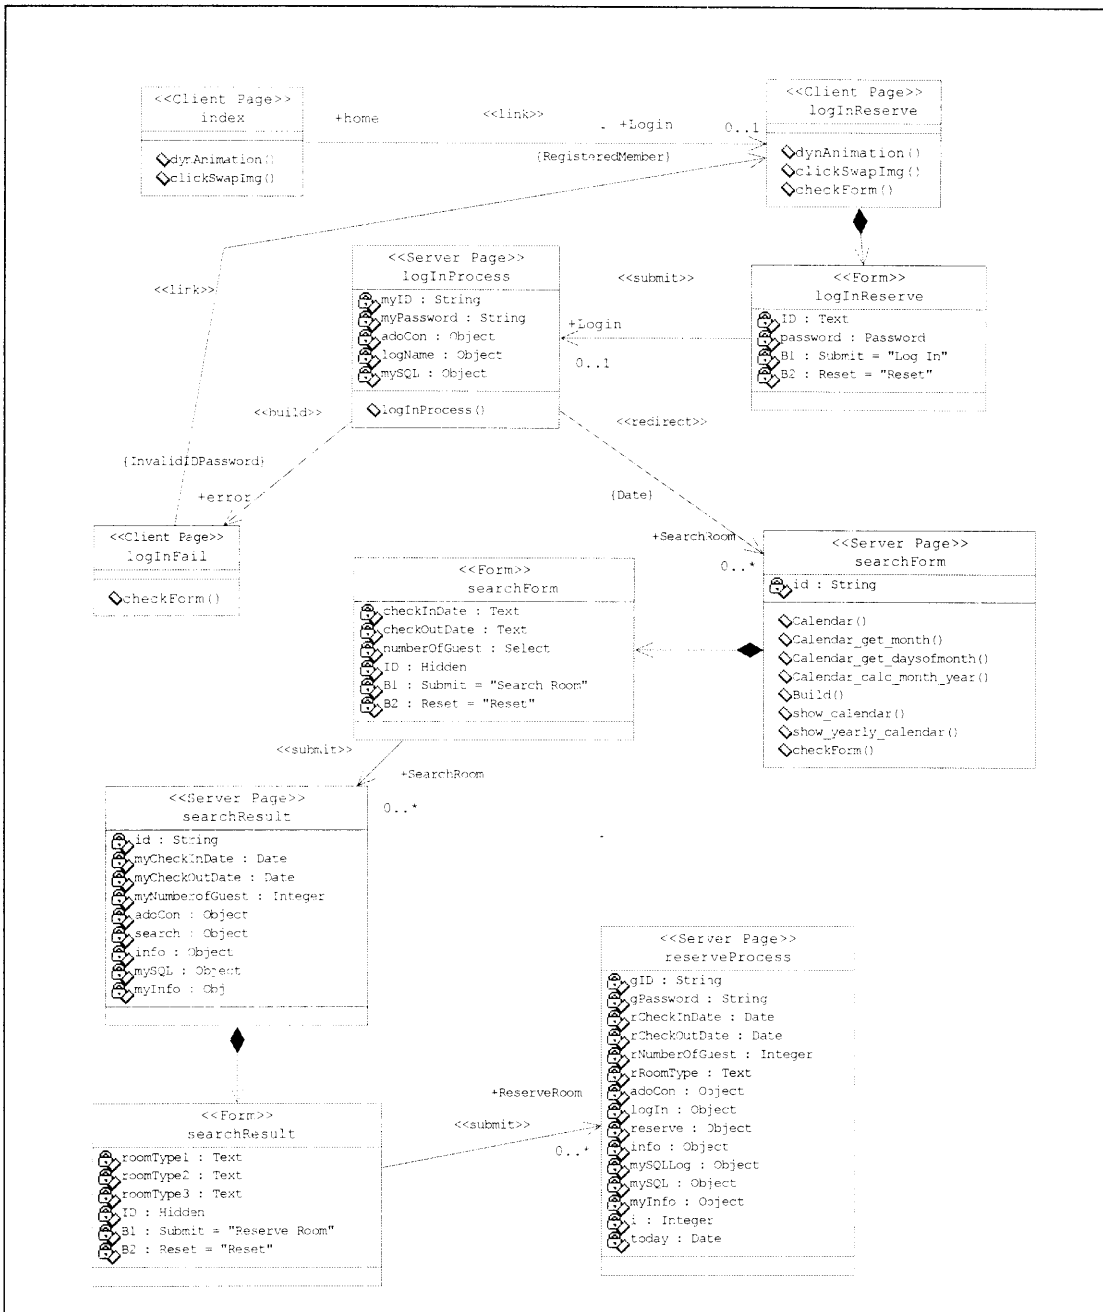 <<Client Page>>
index
dynAnimation()
clickSwapImg()
+home
<<link>>
+Login
0..1
{RegisteredMember}
<<Client Page>>
logInReserve
dynAnimation()
clickSwapImg()
checkForm()
<<link>>
<<Server Page>>
logInProcess
myID : String
myPassword : String
adoCon : Object
logName : Object
mySQL : Object
logInProcess()
<<submit>>
+Login
0..1
<<Form>>
logInReserve
ID : Text
password : Password
B1 : Submit = "Log In"
B2 : Reset = "Reset"
<<build>>
{InvalidIDPassword}
+error
<<redirect>>
{Date}
+SearchRoom
0..*
<<Client Page>>
logInFail
checkForm()
<<Form>>
searchForm
checkInDate : Text
checkOutDate : Text
numberOfGuest : Select
ID : Hidden
B1 : Submit = "Search Room"
B2 : Reset = "Reset"
<<Server Page>>
searchForm
id : String
Calendar()
Calendar_get_month()
Calendar_get_daysofmonth()
Calendar_calc_month_year()
Build()
show_calendar()
show_yearly_calendar()
checkForm()
<<submit>>
+SearchRoom
0..*
<<Server Page>>
searchResult
id : String
myCheckInDate : Date
myCheckOutDate : Date
myNumberofGuest : Integer
adoCon : Object
search : Object
info : Object
mySQL : Object
myInfo : Obj
<<Server Page>>
reserveProcess
gID : String
gPassword : String
rCheckInDate : Date
rCheckOutDate : Date
rNumberOfGuest : Integer
rRoomType : Text
adoCon : Object
logIn : Object
reserve : Object
info : Object
mySQLLog : Object
mySQL : Object
myInfo : Object
i : Integer
today : Date
+ReserveRoom
<<submit>>
0..*
<<Form>>
searchResult
roomType1 : Text
roomType2 : Text
roomType3 : Text
ID : Hidden
B1 : Submit = "Reserve Room"
B2 : Reset = "Reset"